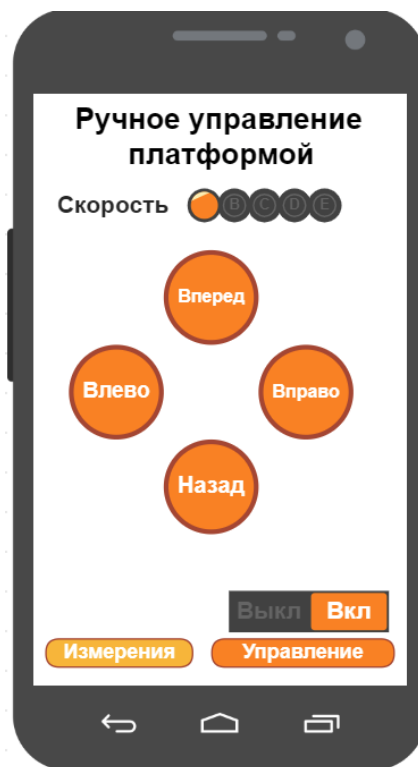 Ручное управление
платформой
Скорость B C D E
Вперед
Влево Вправо
Назад
Выкл Вкл
Измерения Управление